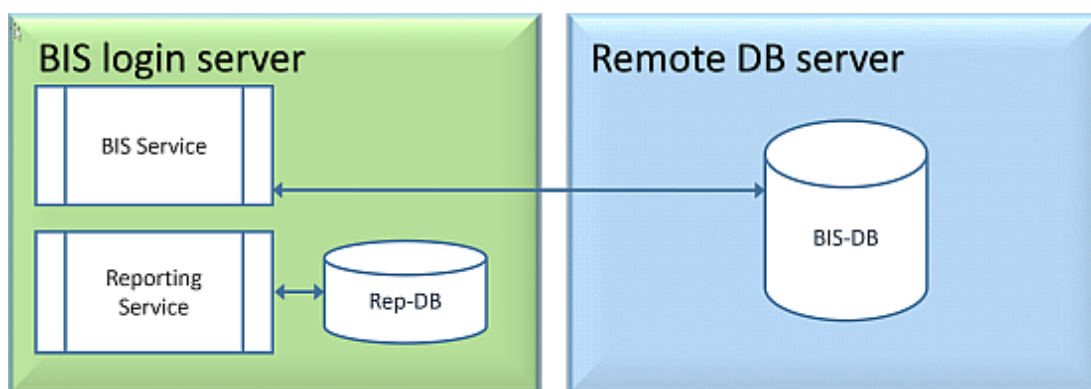 BIS login server
Remote DB server
BIS Service
BIS-DB
Reporting
Service
Rep-DB